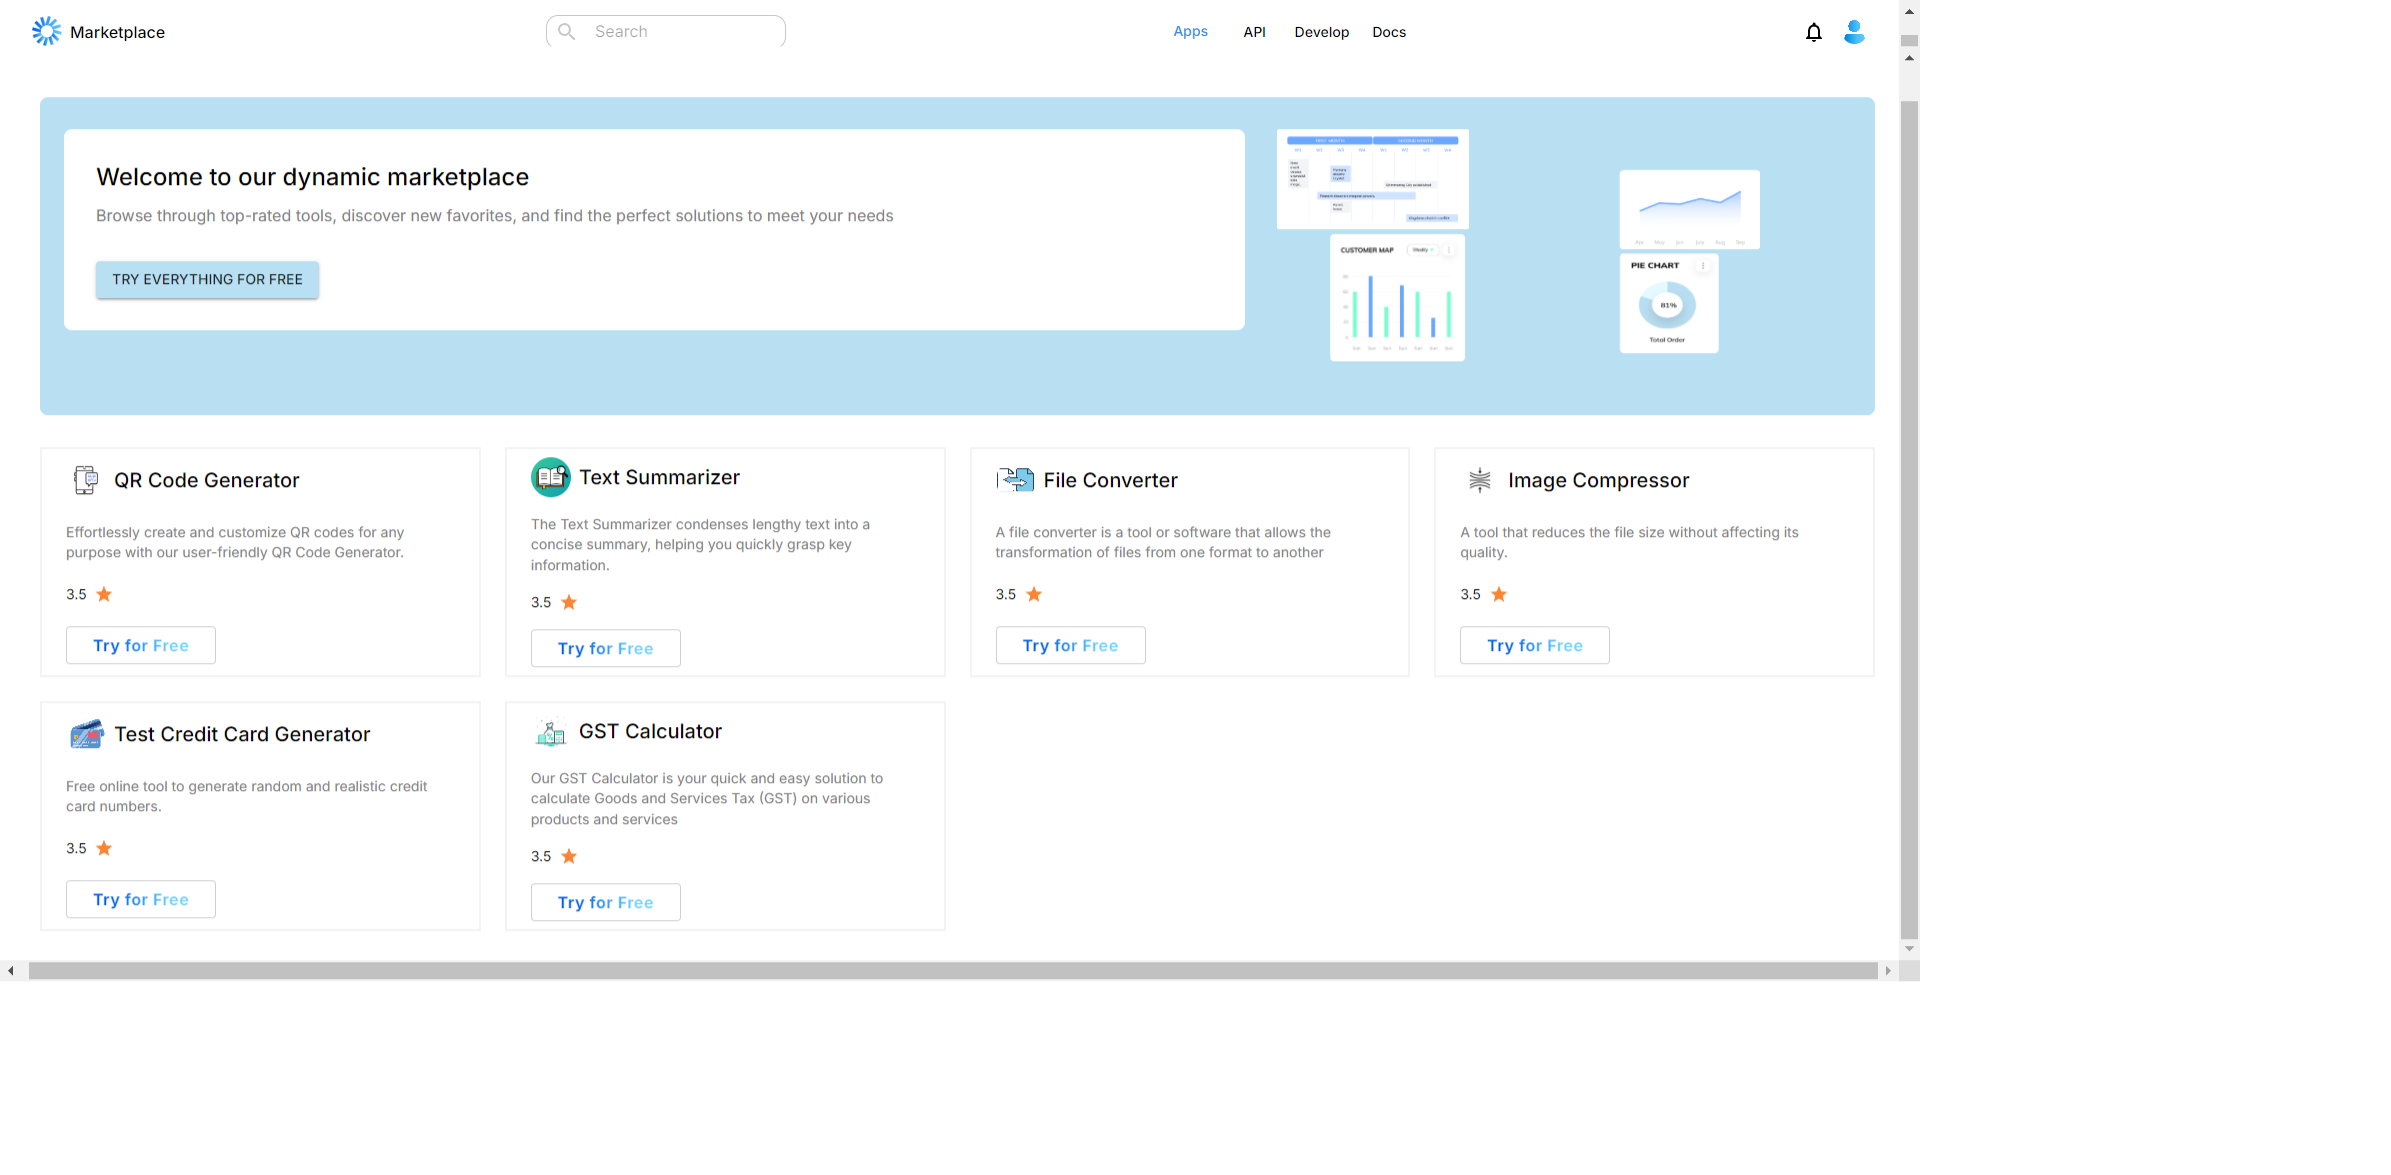 Marketplace
Search
Apps
API
Develop
Docs
Welcome to our dynamic marketplace
Browse through top-rated tools, discover new favorites, and find the perfect solutions to meet your needs
TRY EVERYTHING FOR FREE
CUSTOMER MAP
Weekly
Apr May Jun July Aug Sep
PIE CHART
81%
Total Order
QR Code Generator
Effortlessly create and customize QR codes for any
purpose with our user-friendly QR Code Generator.
3.5
Try for Free
Text Summarizer
The Text Summarizer condenses lengthy text into a
concise summary, helping you quickly grasp key
information.
3.5
Try for Free
File Converter
A file converter is a tool or software that allows the
transformation of files from one format to another
3.5
Try for Free
Image Compressor
A tool that reduces the file size without affecting its
quality.
3.5
Try for Free
Test Credit Card Generator
Free online tool to generate random and realistic credit
card numbers.
3.5
Try for Free
GST Calculator
Our GST Calculator is your quick and easy solution to
calculate Goods and Services Tax (GST) on various
products and services
3.5
Try for Free